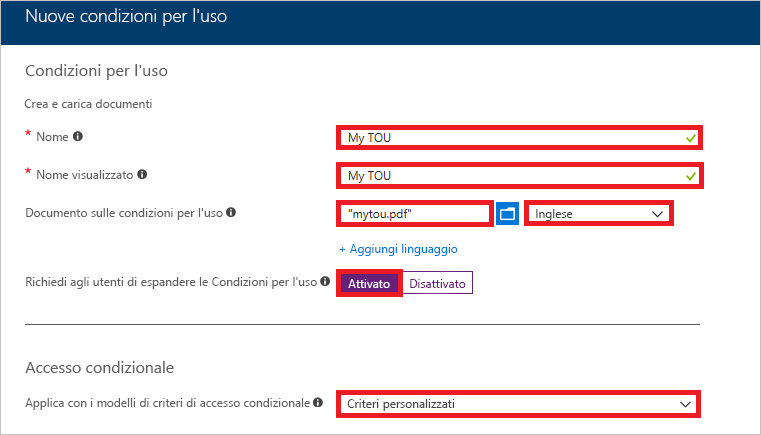 Nuove condizioni per l'uso
Condizioni per l'uso
Crea e carica documenti
* Nome
My TOU
* Nome visualizzato
My TOU
Documento sulle condizioni per l'uso
"mytou.pdf"
Inglese
+ Aggiungi linguaggio
Richiedi agli utenti di espandere le Condizioni per l'uso
Attivato
Disattivato
Accesso condizionale
Applica con i modelli di criteri di accesso condizionale
Criteri personalizzati